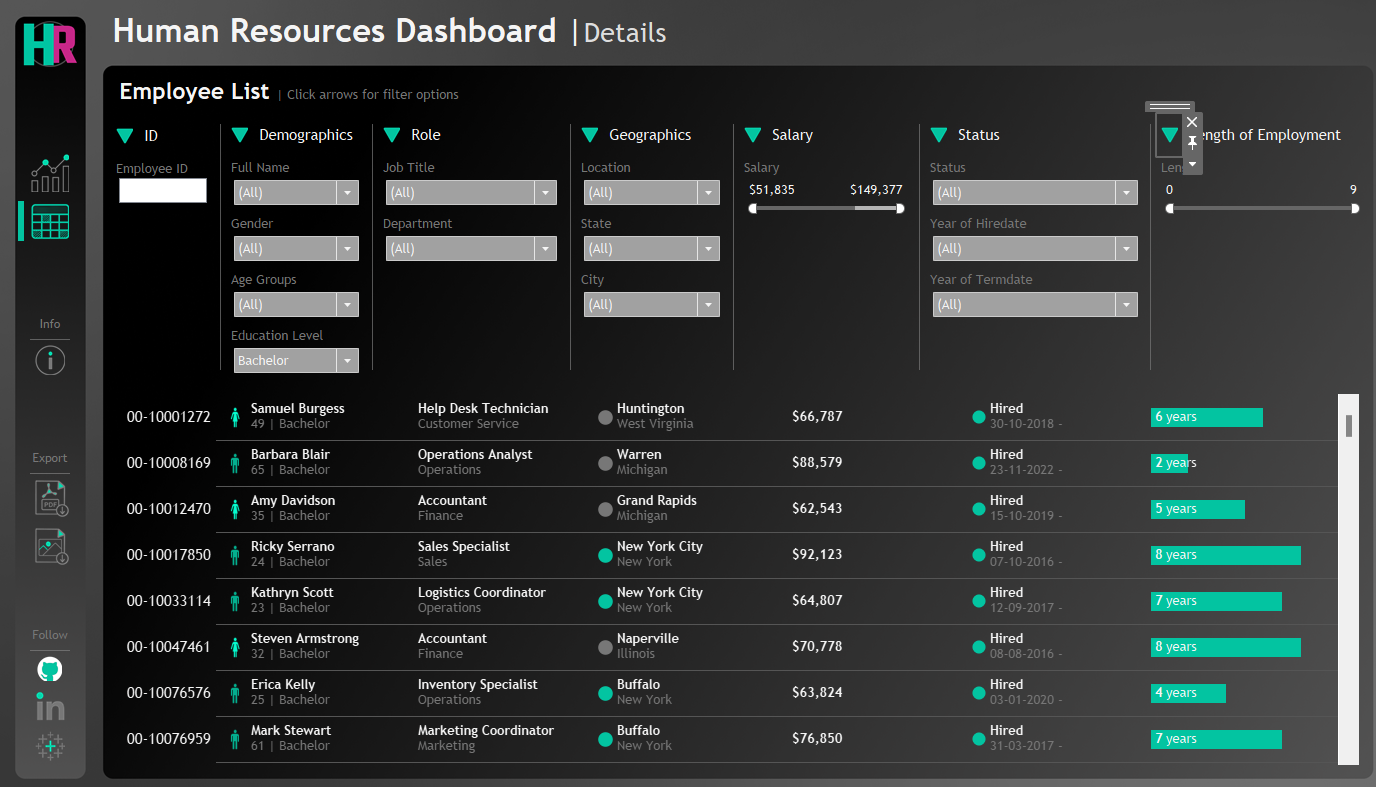 HR
Human Resources Dashboard | Details
Employee List | Click arrows for filter options
ID
Demographics
Role
Geographics
Salary
Status
ength of Employment
Employee ID
Full Name
(All)
Gender
(All)
Age Groups
(All)
Education Level
Bachelor
Job Title
(All)
Department
(All)
Location
(All)
State
(All)
City
(All)
Salary
$51,835 $149,377
Status
(All)
Year of Hiredate
(All)
Year of Termdate
(All)
Len
0 9
Info
Export
PDF
Follow
in
00-10001272 Samuel Burgess Help Desk Technician Huntington $66,787 Hired 6 years
49 | Bachelor Customer Service West Virginia 30-10-2018 -
00-10008169 Barbara Blair Operations Analyst Warren $88,579 Hired 2 years
65 | Bachelor Operations Michigan 23-11-2022 -
00-10012470 Amy Davidson Accountant Grand Rapids $62,543 Hired 5 years
35 | Bachelor Finance Michigan 15-10-2019 -
00-10017850 Ricky Serrano Sales Specialist New York City $92,123 Hired 8 years
24 | Bachelor Sales New York 07-10-2016 -
00-10033114 Kathryn Scott Logistics Coordinator New York City $64,807 Hired 7 years
23 | Bachelor Operations New York 12-09-2017 -
00-10047461 Steven Armstrong Accountant Naperville $70,778 Hired 8 years
32 | Bachelor Finance Illinois 08-08-2016 -
00-10076576 Erica Kelly Inventory Specialist Buffalo $63,824 Hired 4 years
25 | Bachelor Operations New York 03-01-2020 -
00-10076959 Mark Stewart Marketing Coordinator Buffalo $76,850 Hired 7 years
61 | Bachelor Marketing New York 31-03-2017 -